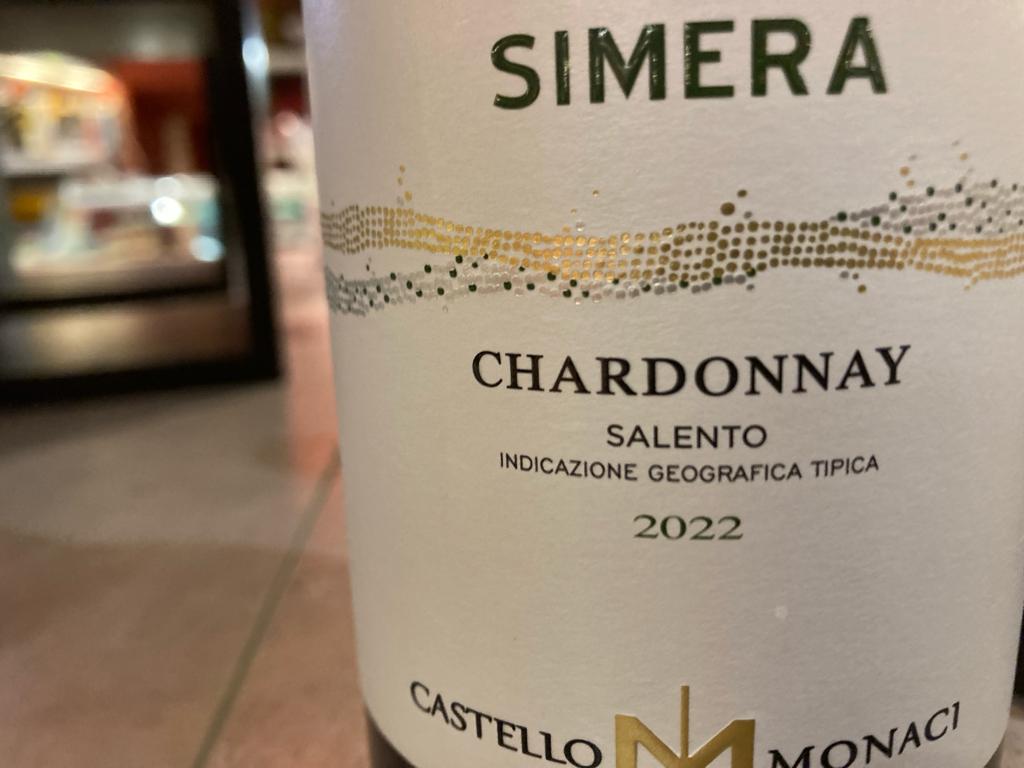 SIMERA
CHARDONNAY
SALENTO
INDICAZIONE GEOGRAFICA TIPICA
2022
CASTELLO MONACI